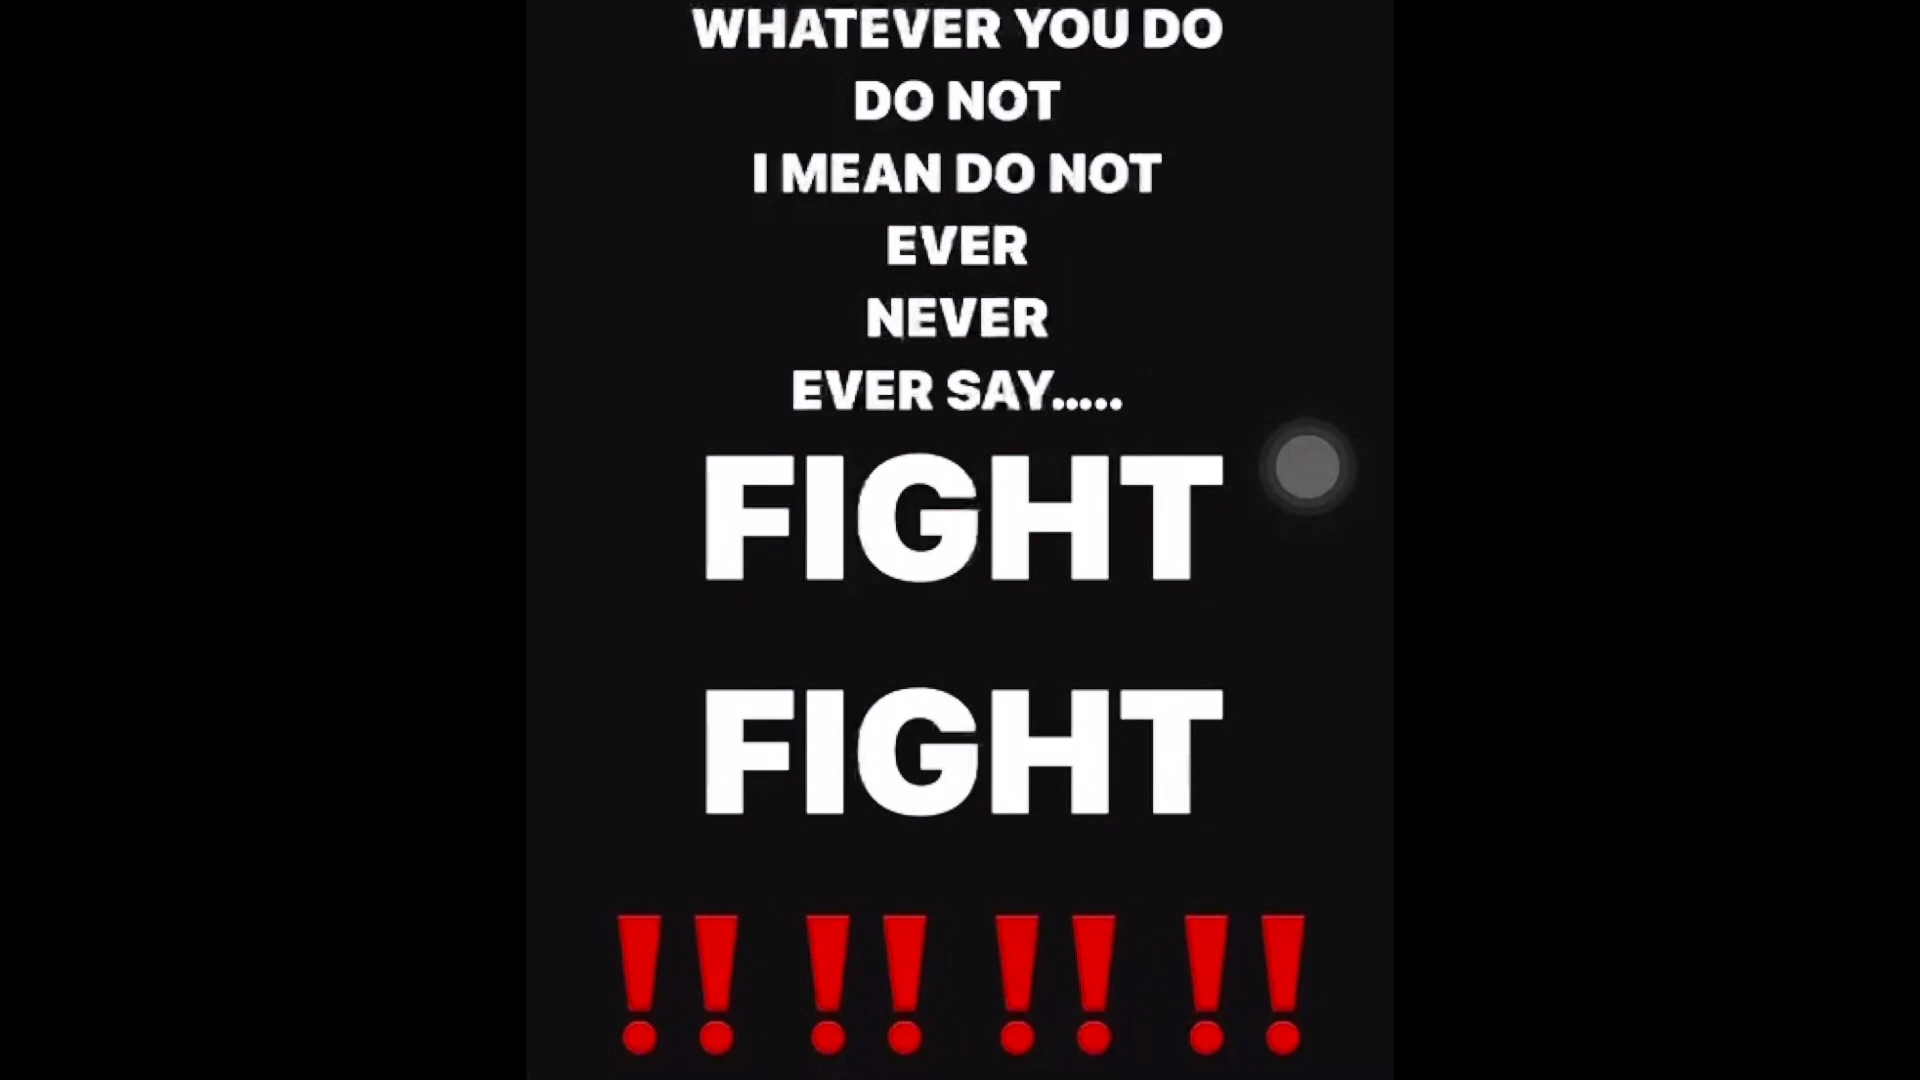 WHATEVER YOU DO
DO NOT
I MEAN DO NOT
EVER
NEVER
EVER SAY.....
FIGHT
FIGHT
‼️ ‼️ ‼️ ‼️